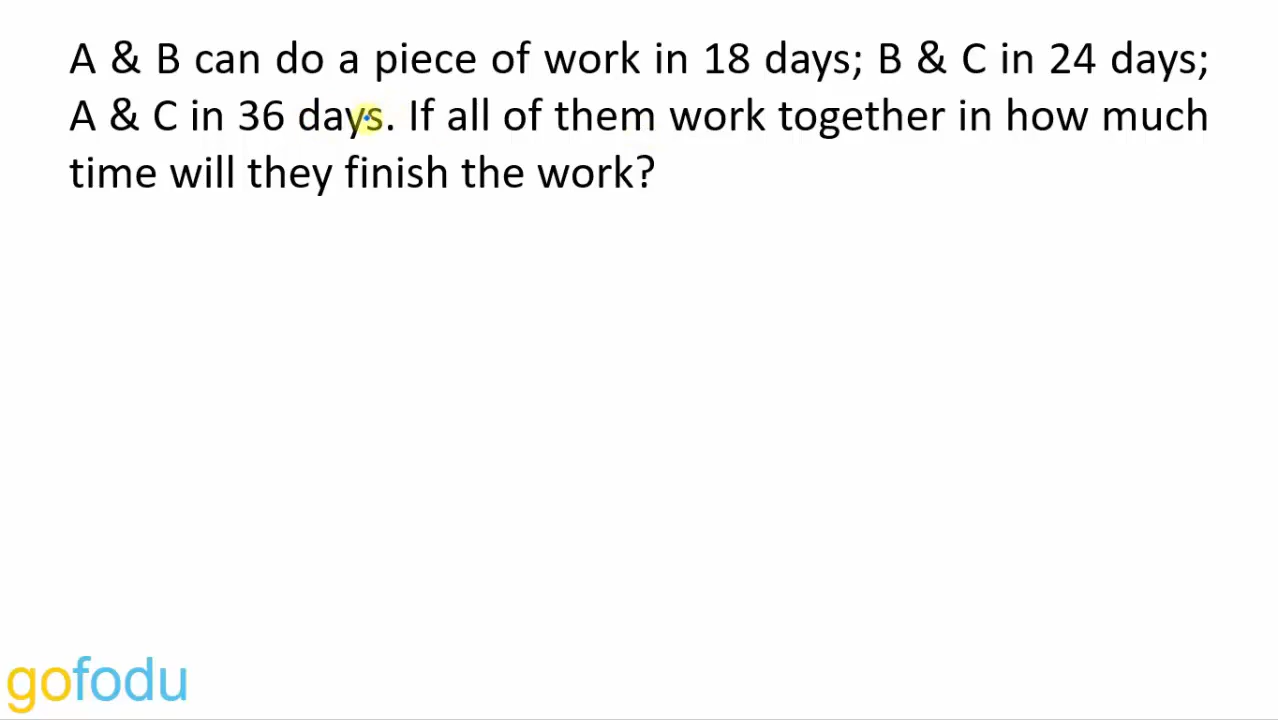 A & B can do a piece of work in 18 days; B & C in 24 days;
A & C in 36 days. If all of them work together in how much
time will they finish the work?
gofodu